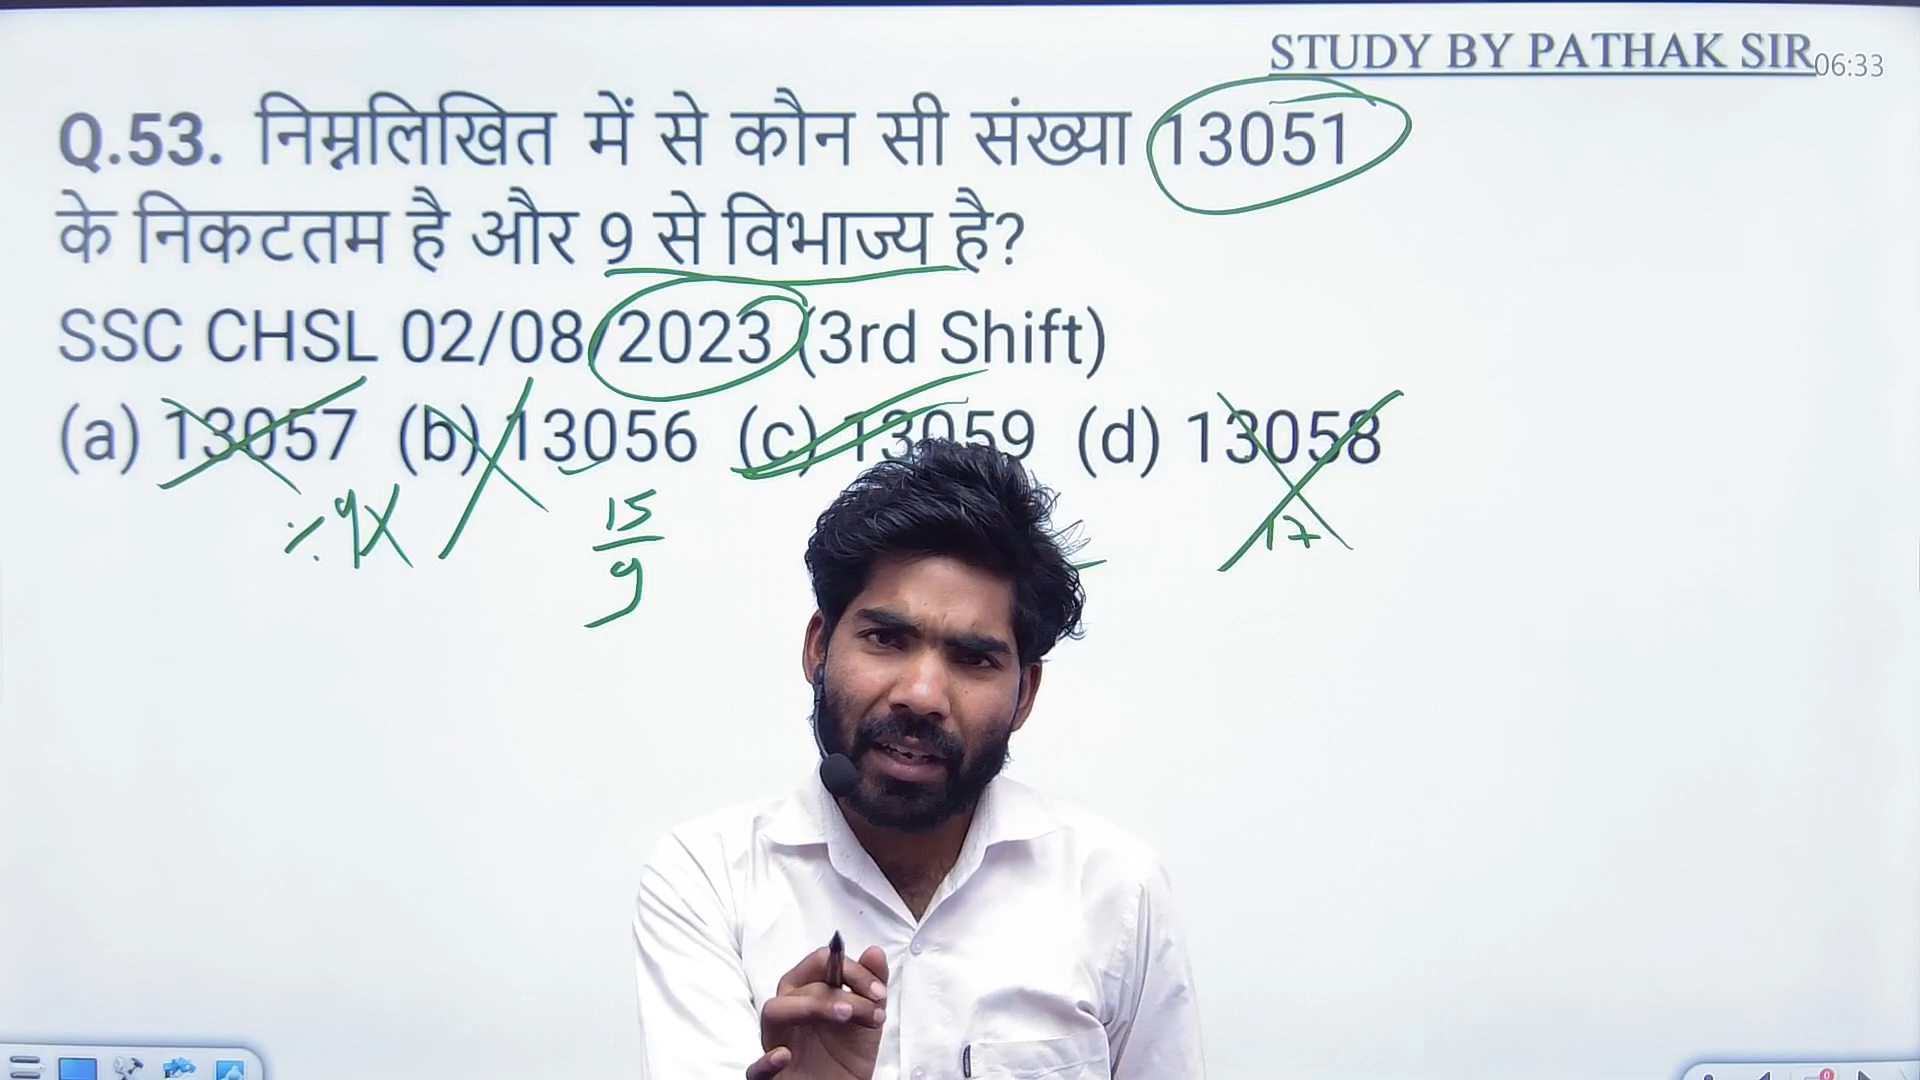 STUDY BY PATHAK SIR
06:33
Q.53. निम्नलिखित में से कौन सी संख्या 13051
के निकटतम है और 9 से विभाज्य है?
SSC CHSL 02/08/2023 (3rd Shift)
(a) 13057 (b) 13056 (c) 13059 (d) 13058
15
9
17